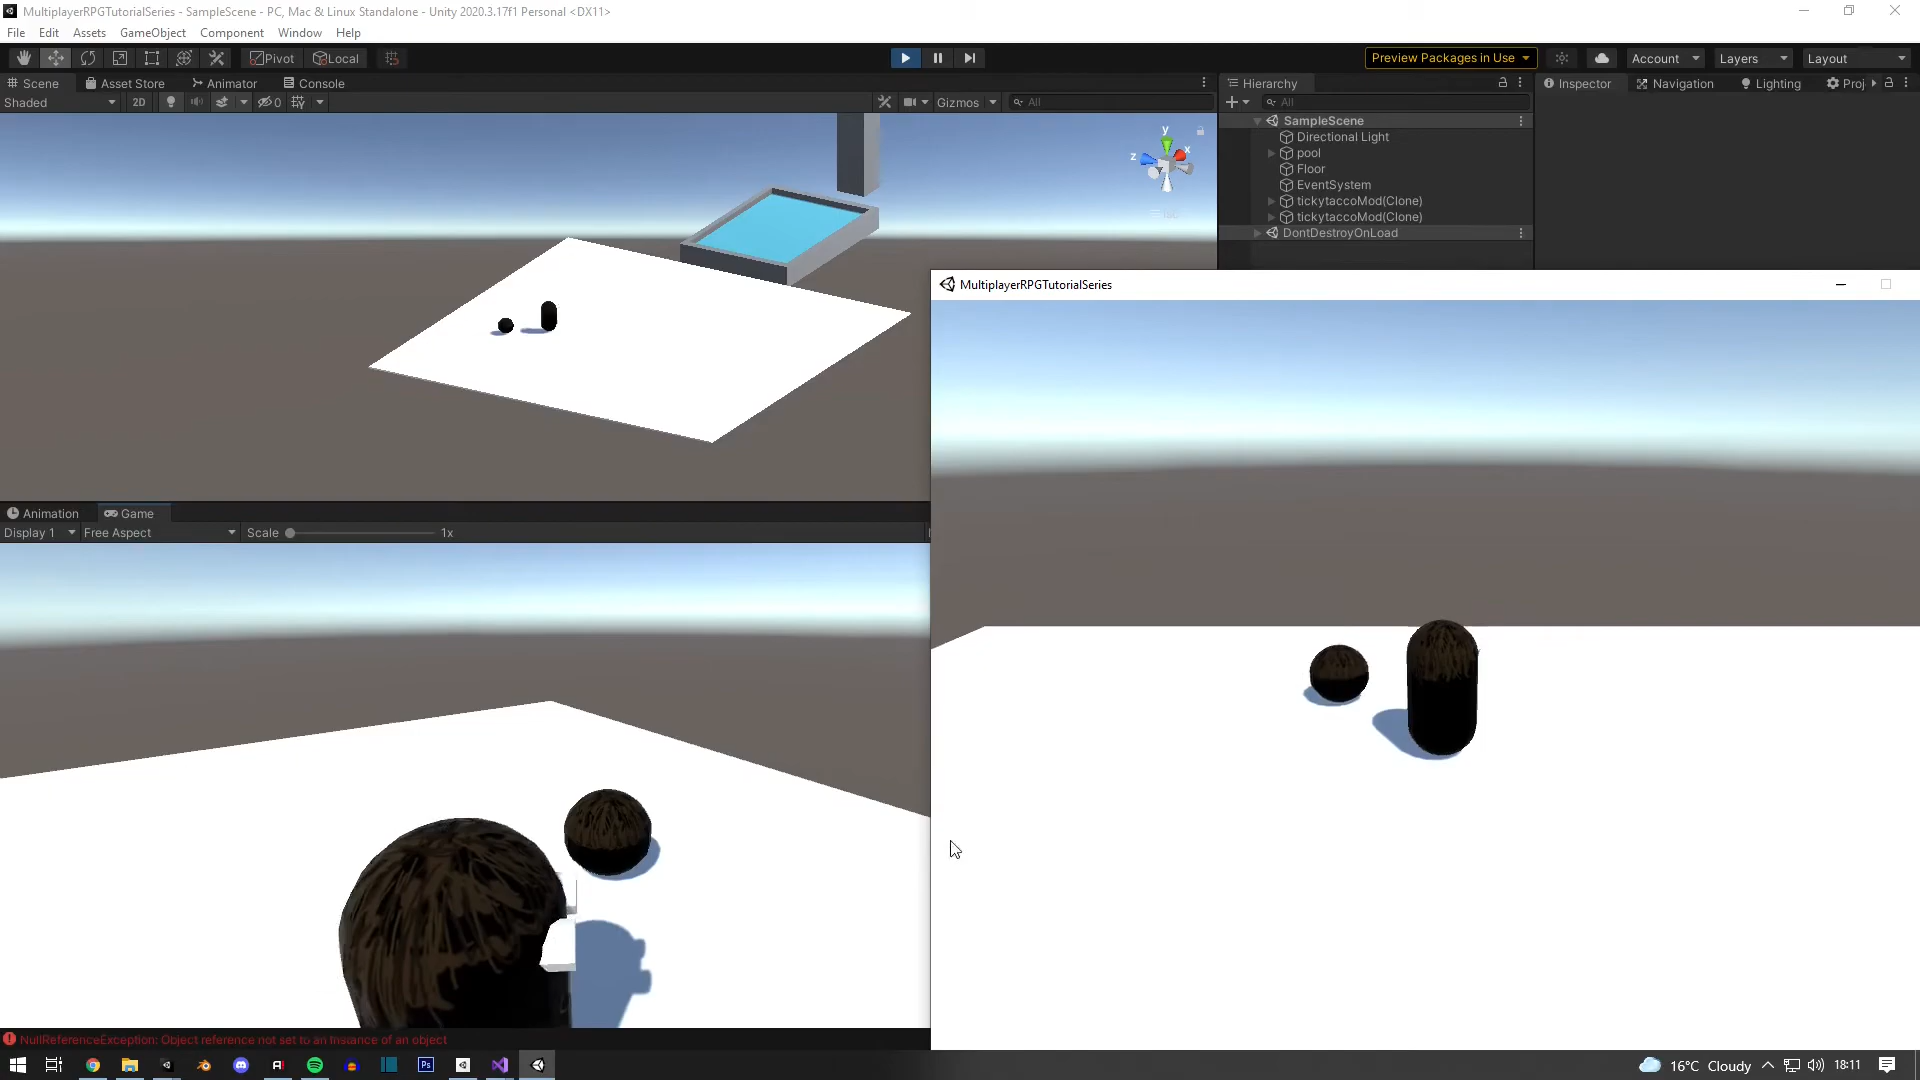 MultiplayerRPGTutorialSeries - SampleScene - PC, Mac & Linux Standalone - Unity 2020.3.17f1 Personal <DX11>
File Edit Assets GameObject Component Window Help
Pivot Local Preview Packages in Use Account Layers Layout
Scene Asset Store Animator Console Hierarchy Inspector Navigation Lighting Proj
Shaded 2D 0 Gizmos All All
SampleScene
Directional Light
pool
Floor
EventSystem
tickytaccoMod(Clone)
tickytaccoMod(Clone)
DontDestroyOnLoad
y
x
z
MultiplayerRPGTutorialSeries
Animation Game
Display 1 Free Aspect Scale 1x
NullReferenceException: Object reference not set to an instance of an object
Ps
16°C Cloudy 18:11